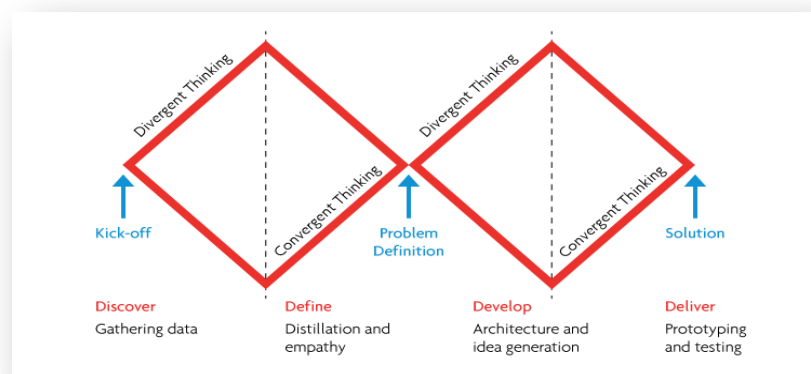 Divergent Thinking
Convergent Thinking
Divergent Thinking
Convergent Thinking
Kick-off
Problem
Definition
Solution
Discover
Gathering data
Define
Distillation and
empathy
Develop
Architecture and
idea generation
Deliver
Prototyping
and testing